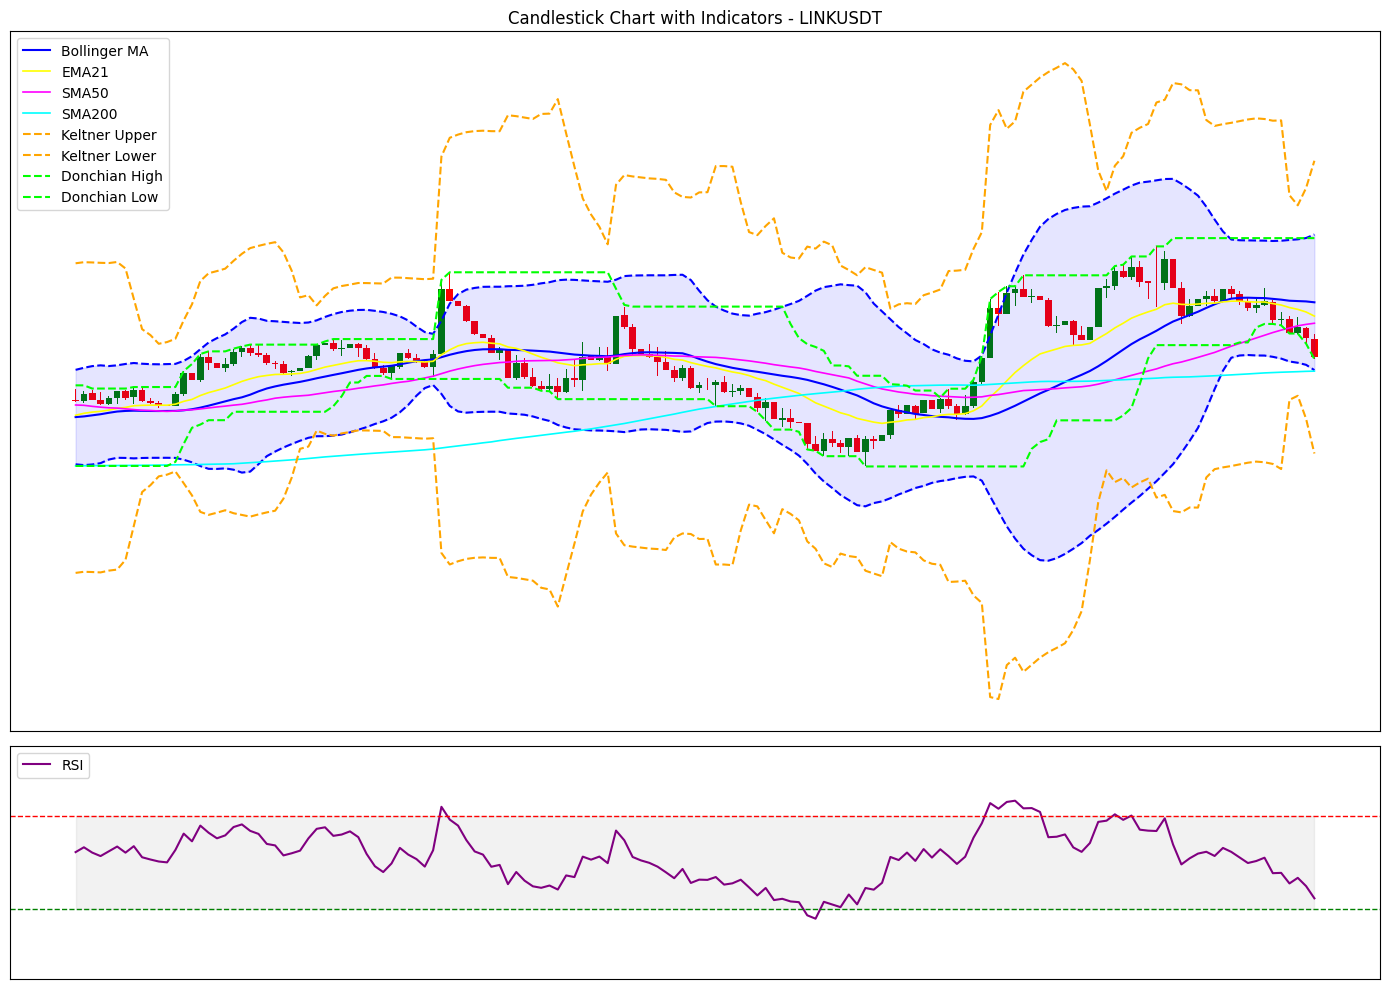 Candlestick Chart with Indicators - LINKUSDT
Bollinger MA
EMA21
SMA50
SMA200
Keltner Upper
Keltner Lower
Donchian High
Donchian Low
RSI